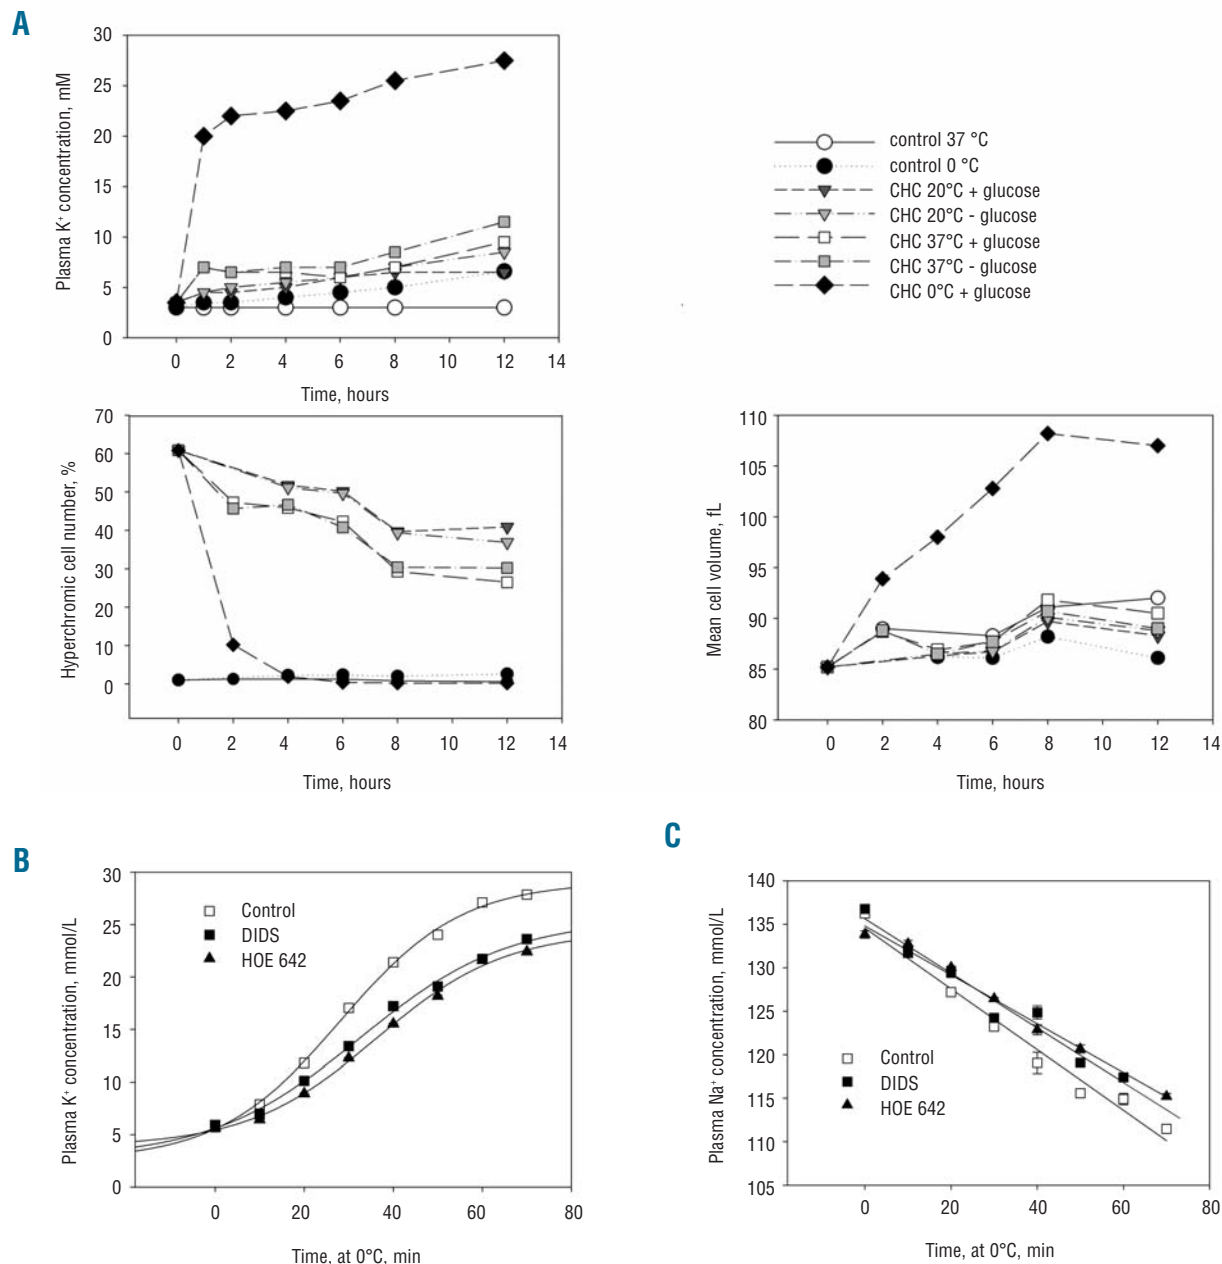 A
Plasma K⁺ concentration, mM
30
25
20
15
10
5
0
0 2 4 6 8 10 12 14
Time, hours
control 37 °C
control 0 °C
CHC 20°C + glucose
CHC 20°C - glucose
CHC 37°C + glucose
CHC 37°C - glucose
CHC 0°C + glucose
Hyperchromic cell number, %
70
60
50
40
30
20
10
0
0 2 4 6 8 10 12 14
Time, hours
Mean cell volume, fL
110
105
100
95
90
85
80
0 2 4 6 8 10 12 14
Time, hours
B
Plasma K⁺ concentration, mmol/L
30
25
20
15
10
5
0
Control
DIDS
HOE 642
0 20 40 60 80
Time, at 0°C, min
C
Plasma Na⁺ concentration, mmol/L
140
135
130
125
120
115
110
105
Control
DIDS
HOE 642
0 20 40 60 80
Time, at 0°C, min